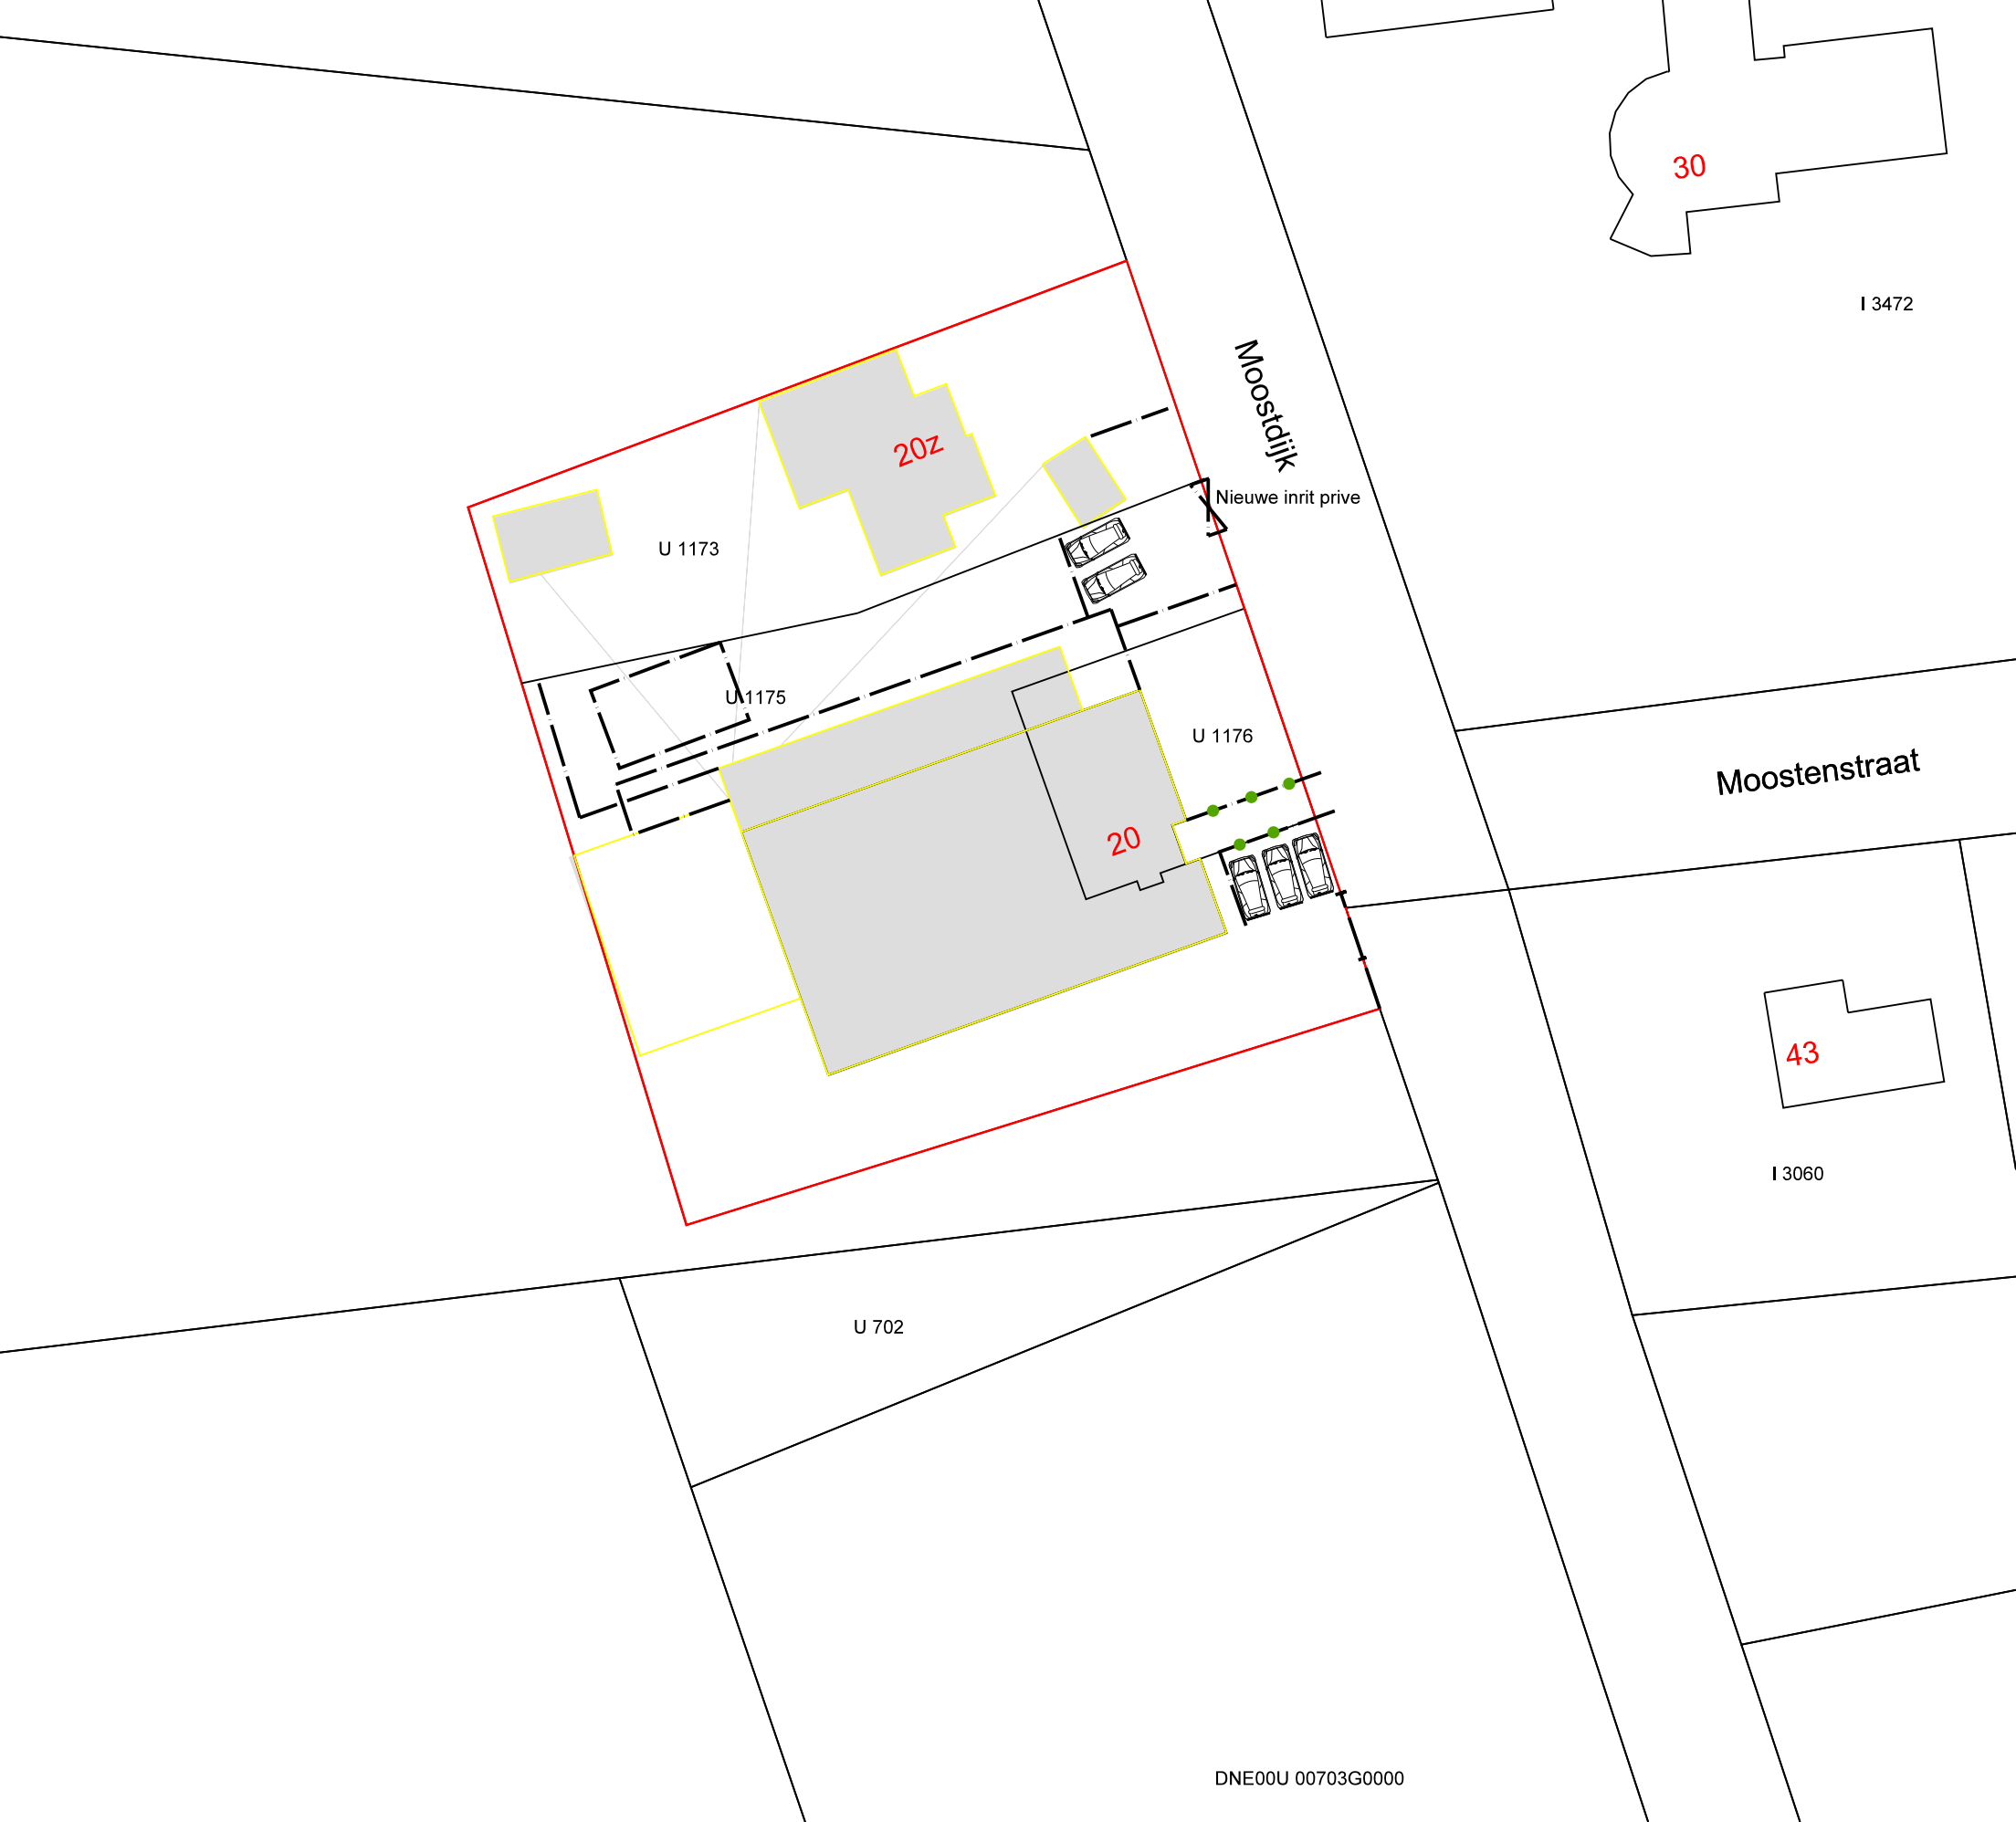 30
I 3472
Moostdijk
20z
Nieuwe inrit prive
U 1173
U 1175
U 1176
Moostenstraat
20
43
I 3060
U 702
DNE00U 00703G0000